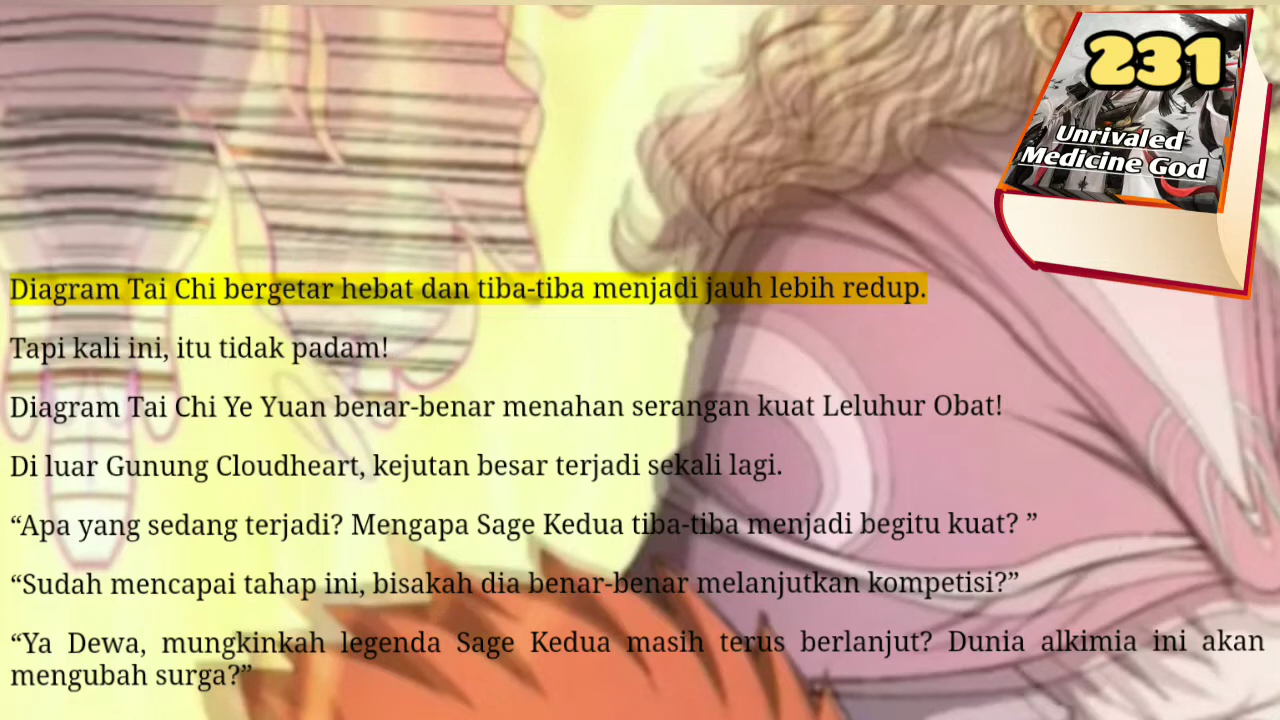 231
Unrivaled
Medicine God
Diagram Tai Chi bergetar hebat dan tiba-tiba menjadi jauh lebih redup.
Tapi kali ini, itu tidak padam!
Diagram Tai Chi Ye Yuan benar-benar menahan serangan kuat Leluhur Obat!
Di luar Gunung Cloudheart, kejutan besar terjadi sekali lagi.
“Apa yang sedang terjadi? Mengapa Sage Kedua tiba-tiba menjadi begitu kuat? ”
“Sudah mencapai tahap ini, bisakah dia benar-benar melanjutkan kompetisi?”
“Ya Dewa, mungkinkah legenda Sage Kedua masih terus berlanjut? Dunia alkimia ini akan
mengubah surga?”